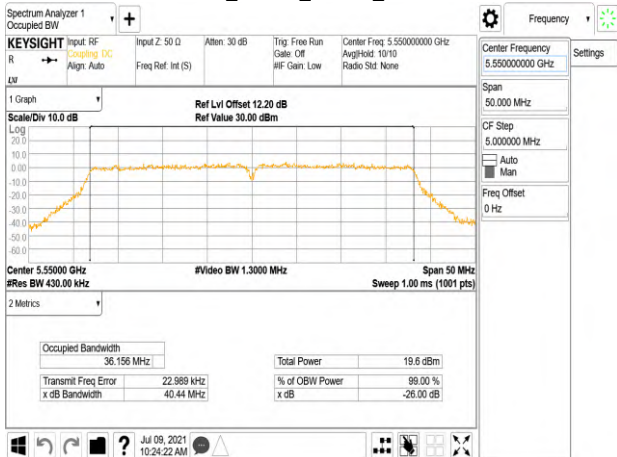 Spectrum Analyzer 1
Occupied BW
+
Frequency
KEYSIGHT Input: RF Input Z: 50 Ω Atten: 30 dB Trig: Free Run Center Freq: 5.550000000 GHz
R Coupling: DC Gate: Off Avg|Hold: 10/10
Align: Auto Freq Ref: Int (S) #IF Gain: Low Radio Std: None
LXI
Center Frequency
5.550000000 GHz
Settings
Span
50.000 MHz
CF Step
5.000000 MHz
Auto
Man
Freq Offset
0 Hz
1 Graph
Ref Lvl Offset 12.20 dB
Scale/Div 10.0 dB Ref Value 30.00 dBm
Log
20.0
10.0
0.00
-10.0
-20.0
-30.0
-40.0
-50.0
-60.0
Center 5.55000 GHz #Video BW 1.3000 MHz Span 50 MHz
#Res BW 430.00 kHz Sweep 1.00 ms (1001 pts)
2 Metrics
Occupied Bandwidth
36.156 MHz Total Power 19.6 dBm
Transmit Freq Error 22.989 kHz % of OBW Power 99.00 %
x dB Bandwidth 40.44 MHz x dB -26.00 dB
? Jul 09, 2021
10:24:22 AM